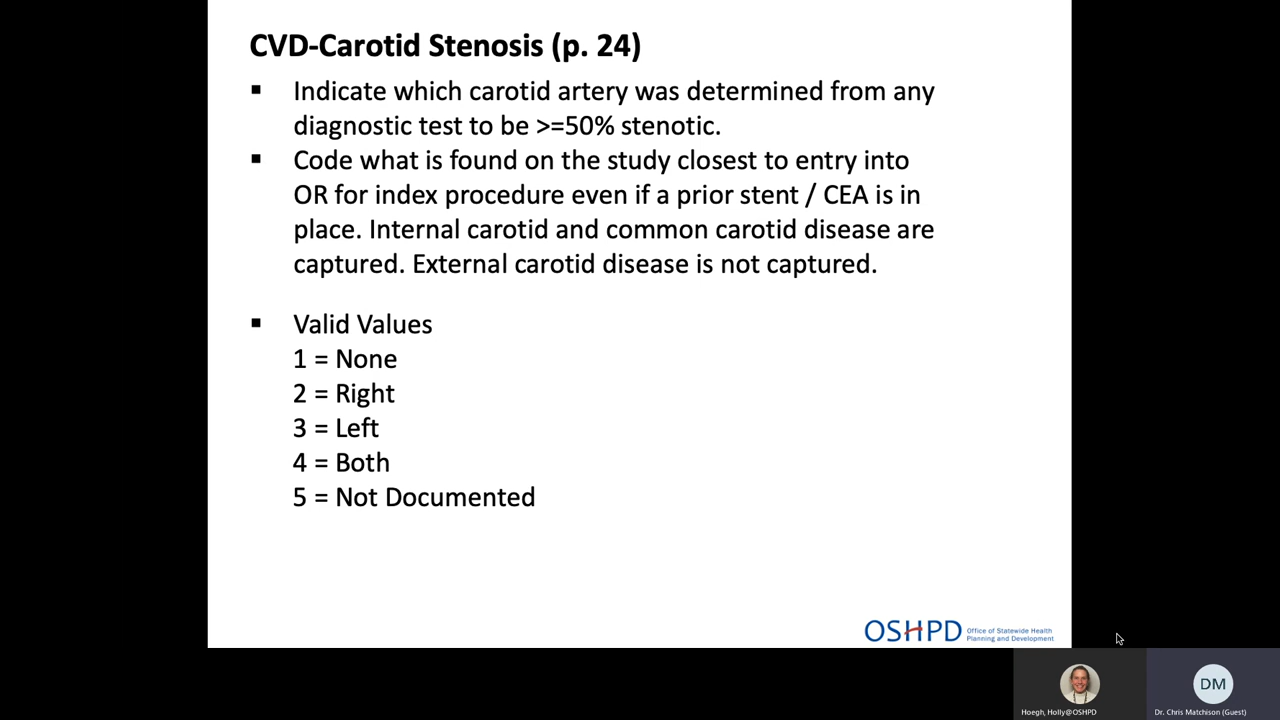 CVD-Carotid Stenosis (p. 24)
▪ Indicate which carotid artery was determined from any
diagnostic test to be >=50% stenotic.
▪ Code what is found on the study closest to entry into
OR for index procedure even if a prior stent / CEA is in
place. Internal carotid and common carotid disease are
captured. External carotid disease is not captured.
▪ Valid Values
1 = None
2 = Right
3 = Left
4 = Both
5 = Not Documented
OSHPD Office of Statewide Health
Planning and Development
DM
Hoegh, Holly@OSHPD
Dr. Chris Matchison (Guest)